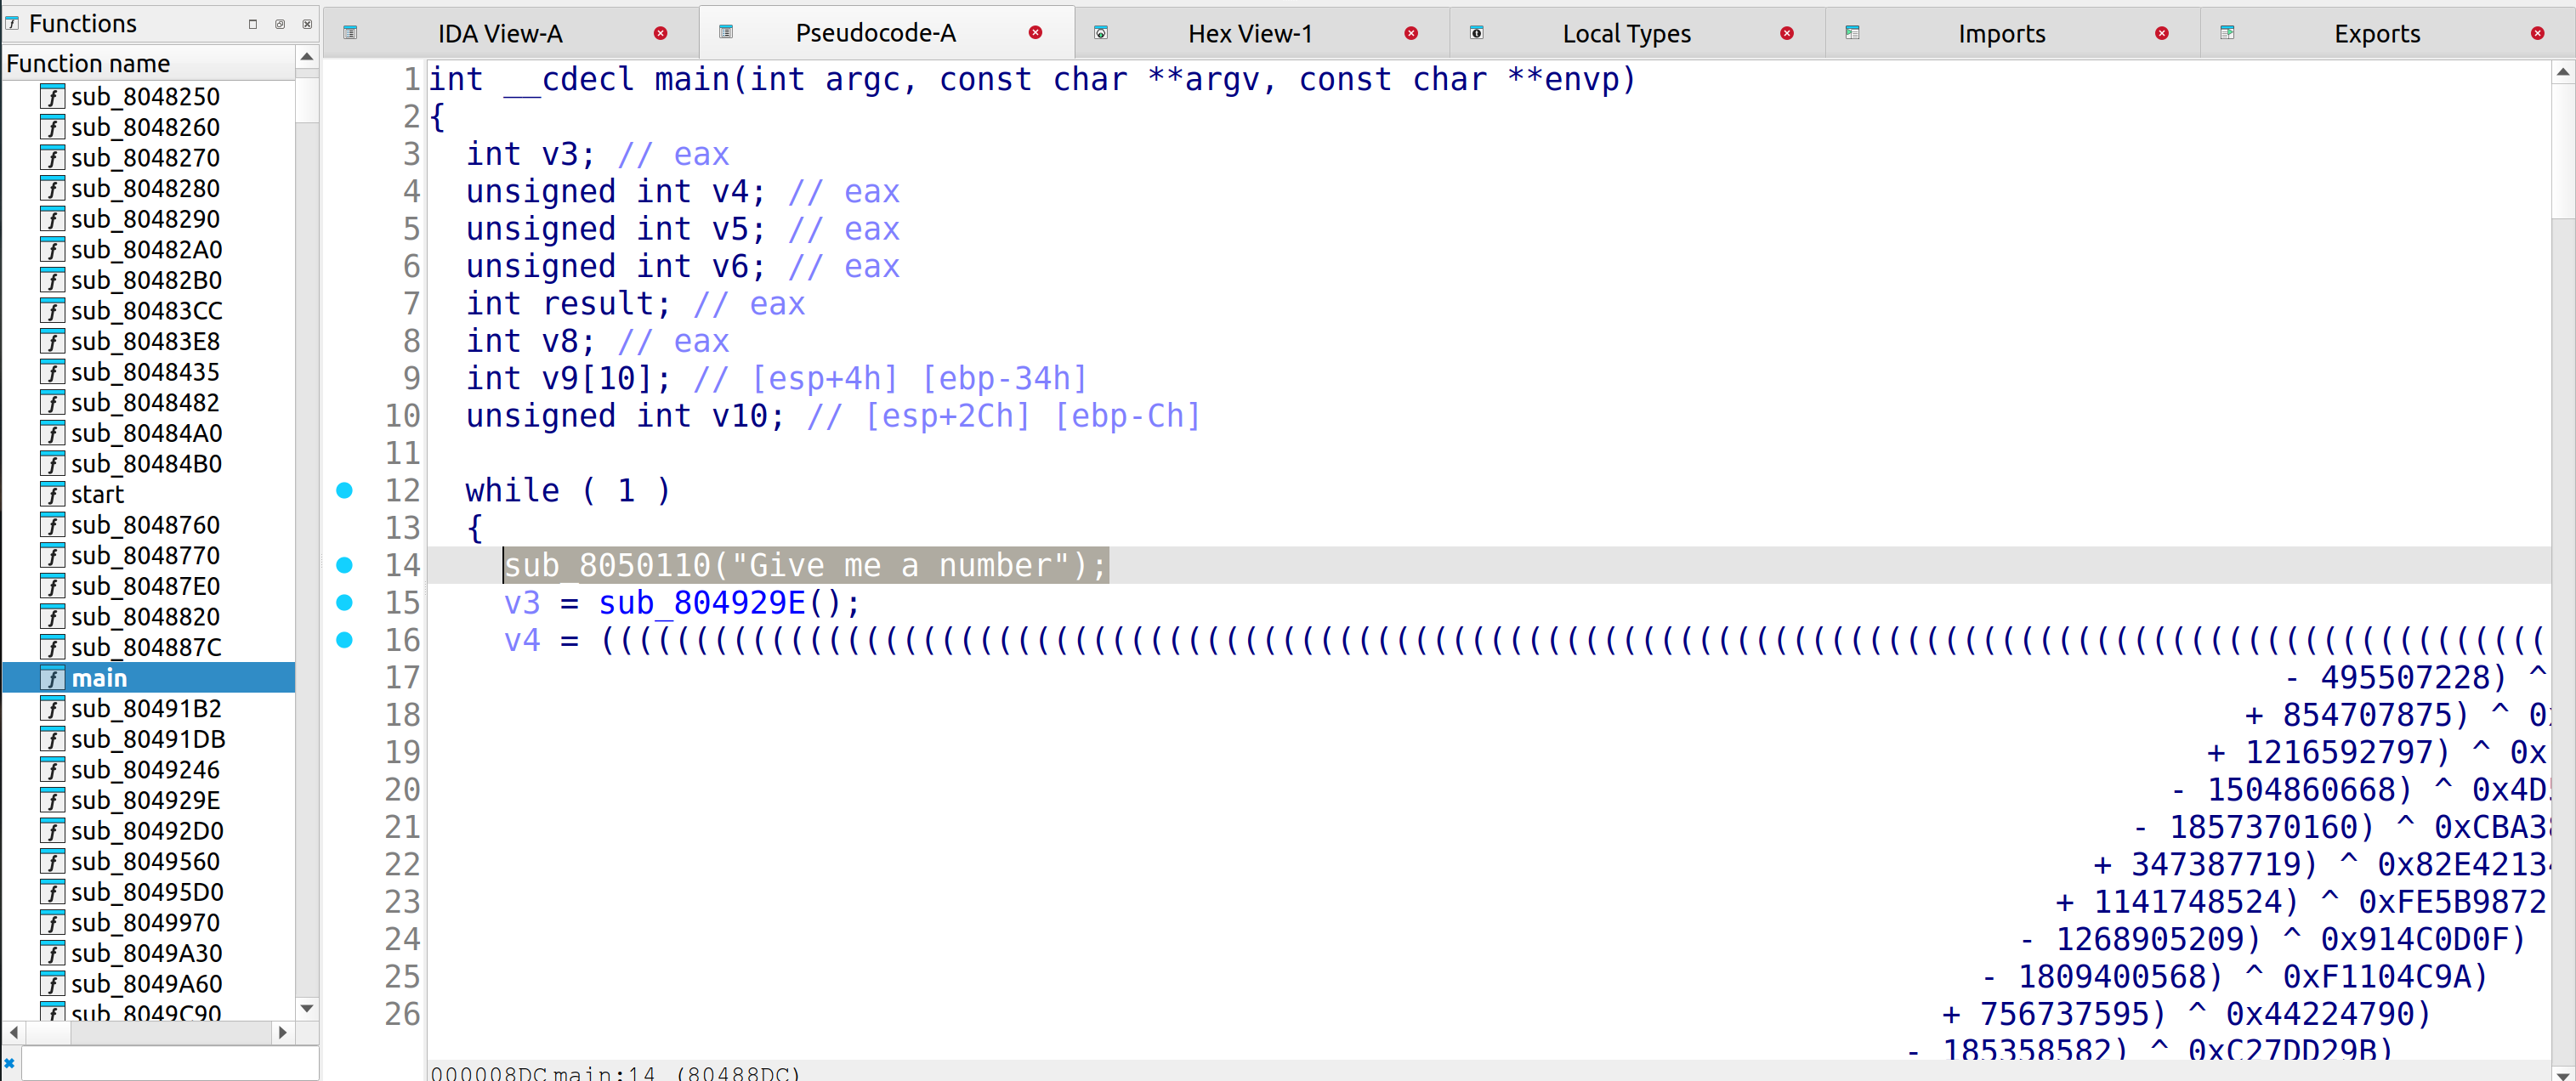 Functions
Function name
sub_8048250
sub_8048260
sub_8048270
sub_8048280
sub_8048290
sub_80482A0
sub_80482B0
sub_80483CC
sub_80483E8
sub_8048435
sub_8048482
sub_80484A0
sub_80484B0
start
sub_8048760
sub_8048770
sub_80487E0
sub_8048820
sub_804887C
main
sub_80491B2
sub_80491DB
sub_8049246
sub_804929E
sub_80492D0
sub_8049560
sub_80495D0
sub_8049970
sub_8049A30
sub_8049A60
sub_8049C90
IDA View-A
Pseudocode-A
Hex View-1
Local Types
Imports
Exports
1 int __cdecl main(int argc, const char **argv, const char **envp)
2 {
3 int v3; // eax
4 unsigned int v4; // eax
5 unsigned int v5; // eax
6 unsigned int v6; // eax
7 int result; // eax
8 int v8; // eax
9 int v9[10]; // [esp+4h] [ebp-34h]
10 unsigned int v10; // [esp+2Ch] [ebp-Ch]
11
12 while ( 1 )
13 {
14 sub_8050110("Give me a number");
15 v3 = sub_804929E();
16 v4 = (((((((((((((((((((((((((((((((((((((((((((((((((((((((((((((((((((((((((((((((((((((((((((((((((((((((
17 - 495507228) ^
18 + 854707875) ^ 0
19 + 1216592797) ^ 0x
20 - 1504860668) ^ 0x4D
21 - 1857370160) ^ 0xCBA3
22 + 347387719) ^ 0x82E4213
23 + 1141748524) ^ 0xFE5B9872
24 - 1268905209) ^ 0x914C0D0F)
25 - 1809400568) ^ 0xF1104C9A)
26 + 756737595) ^ 0x44224790)
- 185358582) ^ 0xC27DD29B)
000008DC main:14 (80488DC)